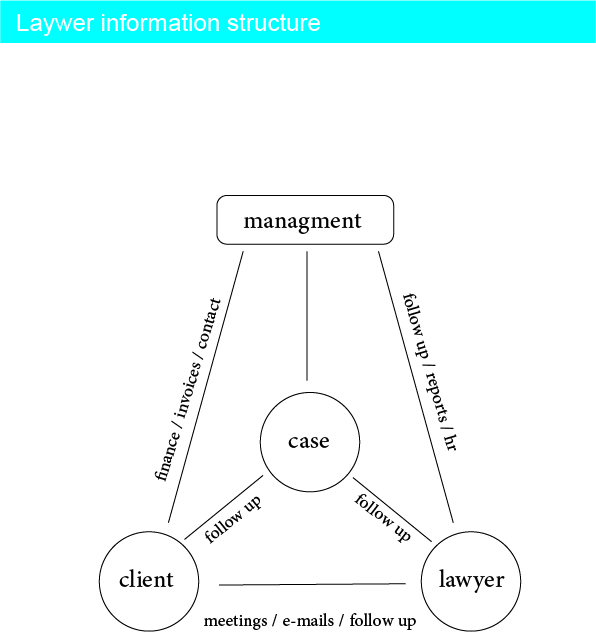 Laywer information structure
managment
finance / invoices / contact
follow up / reports / hr
case
follow up
follow up
client
lawyer
meetings / e-mails / follow up